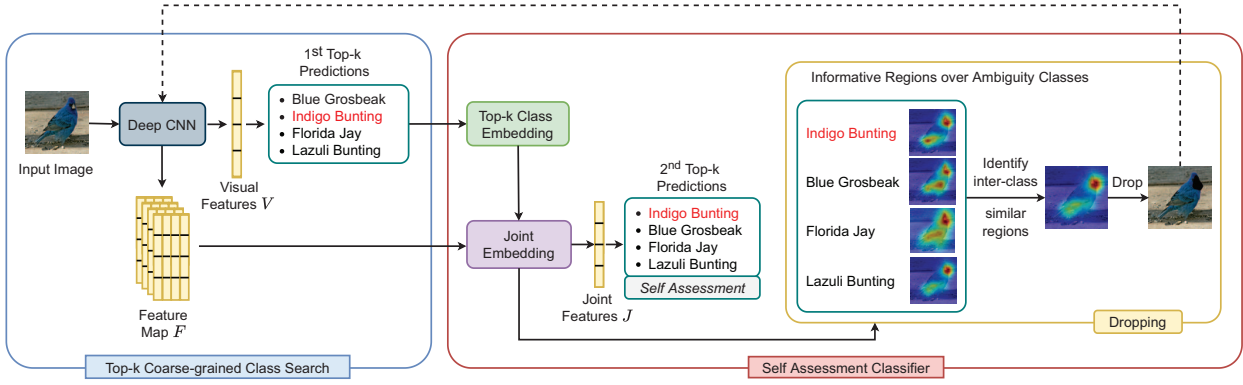 Input Image
Deep CNN
Visual
Features V
1st Top-k
Predictions
• Blue Grosbeak
• Indigo Bunting
• Florida Jay
• Lazuli Bunting
Feature
Map F
Top-k Coarse-grained Class Search
Top-k Class
Embedding
Joint
Embedding
Joint
Features J
2nd Top-k
Predictions
• Indigo Bunting
• Blue Grosbeak
• Florida Jay
• Lazuli Bunting
Self Assessment
Informative Regions over Ambiguity Classes
Indigo Bunting
Blue Grosbeak
Florida Jay
Lazuli Bunting
Identify
inter-class
similar
regions
Drop
Dropping
Self Assessment Classifier